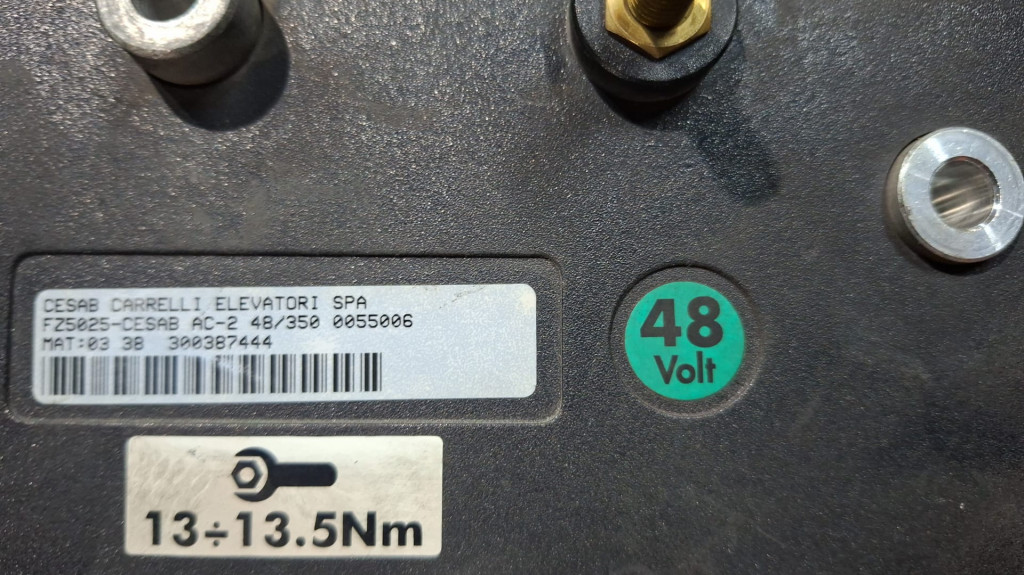 CESAB CARRELLI ELEVATORI SPA
FZ5025-CESAB AC-2 48/350 0055006
MAT:03 3B 300387444
48
Volt
13÷13.5Nm